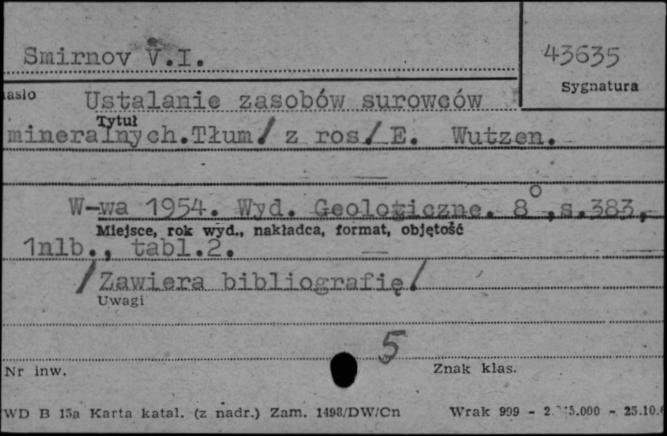 Smirnov V.I.
43635
Sygnatura
Ustalanie zasobów surowców
Tytuł
mineralnych.Tłum/ z ros/ E. Wutzen.
W-wa 1954. Wyd. Geologiczne. 8°,s.383,
Miejsce, rok wyd., nakładca, format, objętość
1nlb., tabl.2.
/Zawiera bibliografię/
Uwagi
5
Nr inw.
Znak klas.
WD B 15a Karta katal. (z nadr.) Zam. 1498/DW/Cn Wrak 999 -